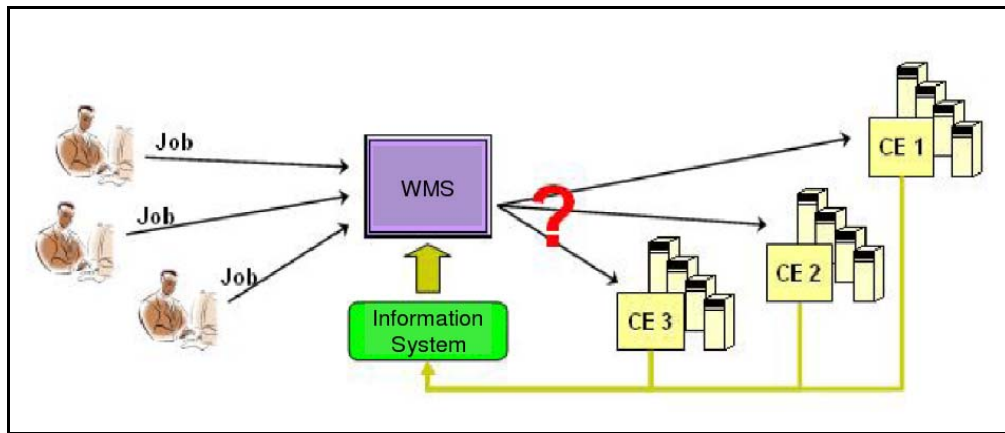 Job
Job
Job
WMS
?
CE 1
CE 2
CE 3
Information
System